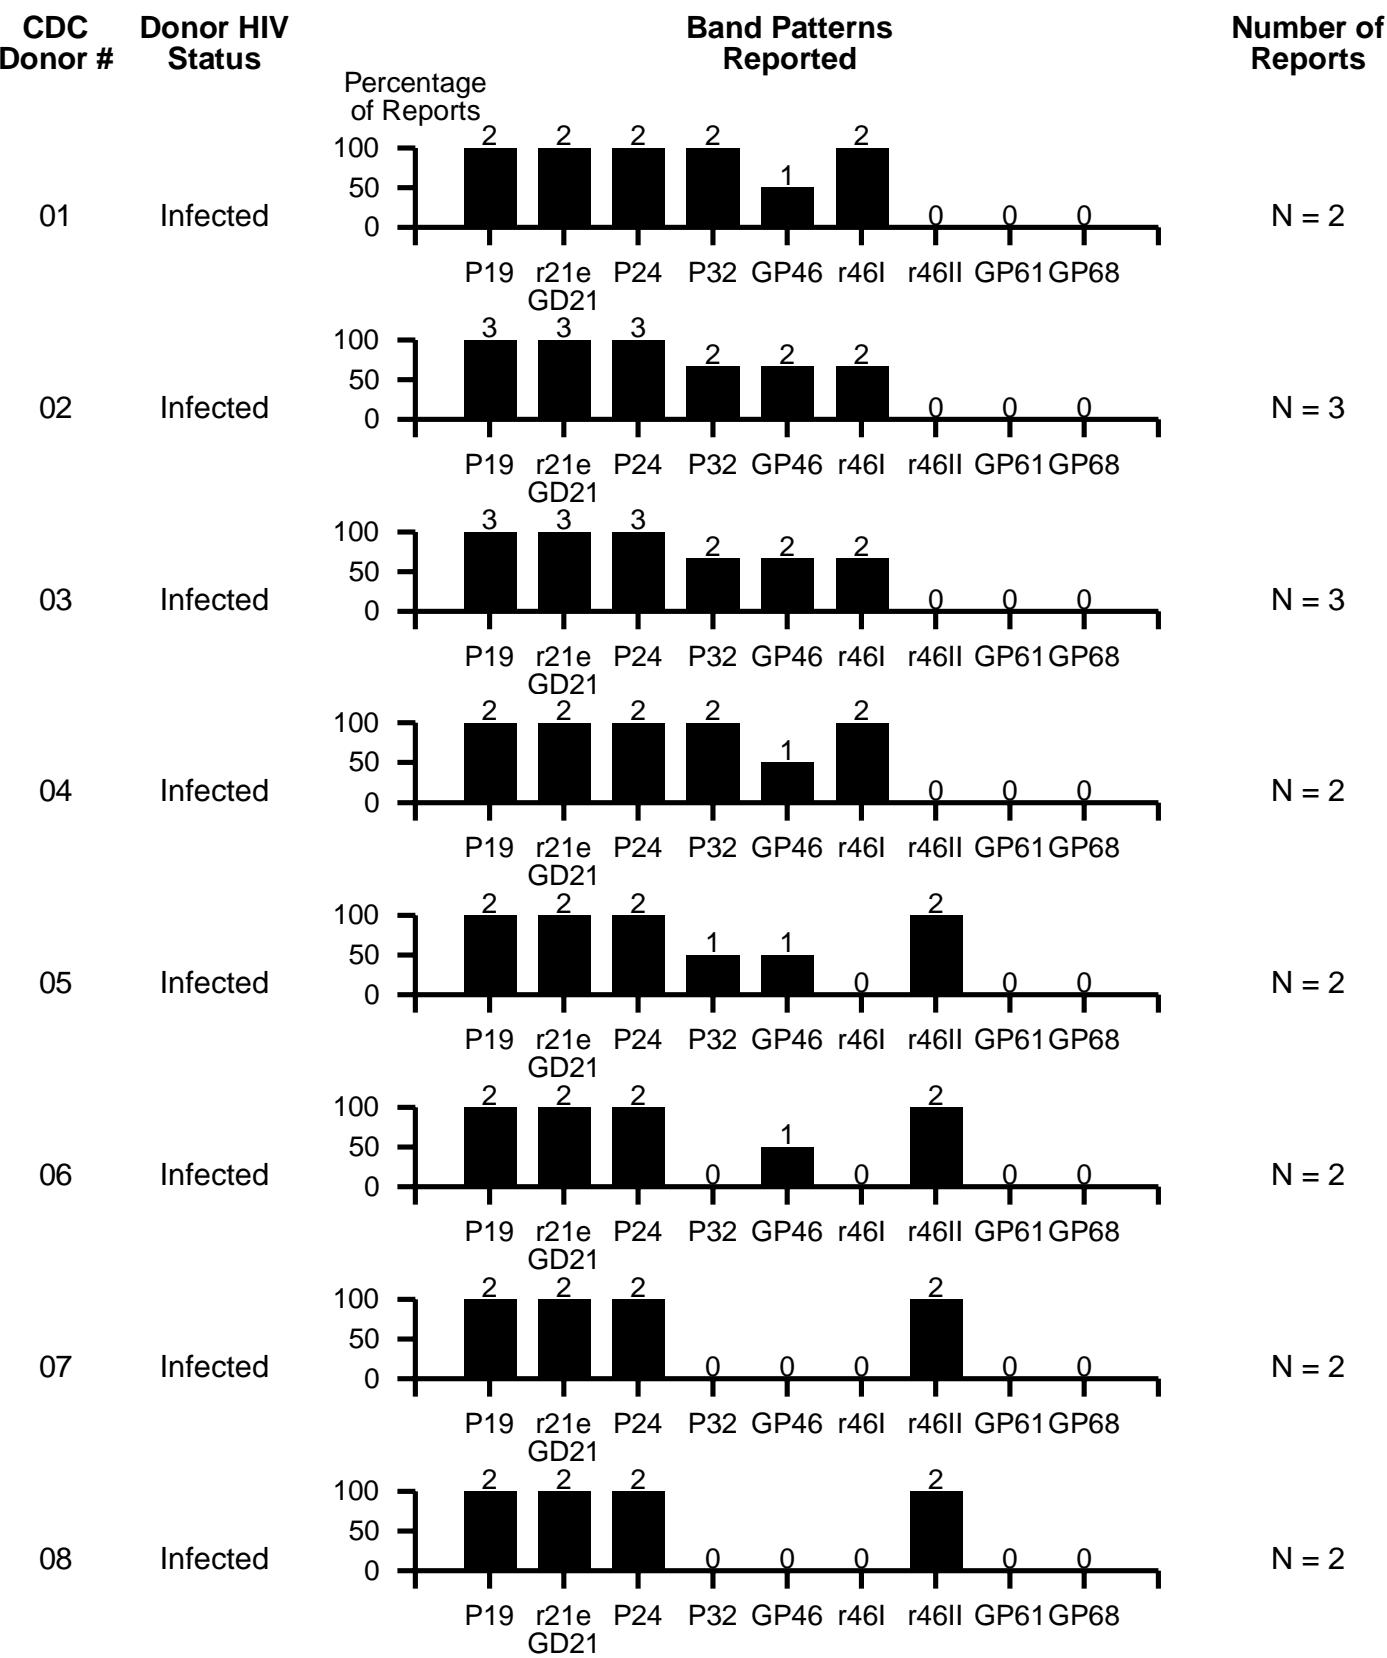 CDC Donor HIV Band Patterns Number of
Donor # Status Reported Reports
Percentage
of Reports
2 2 2 2 2
100
1
50
01 Infected 0 0 0 0 N = 2
P19 r21e P24 P32 GP46 r46I r46II GP61 GP68
GD21
3 3 3
100
2 2 2
50
02 Infected 0 0 0 0 N = 3
P19 r21e P24 P32 GP46 r46I r46II GP61 GP68
GD21
3 3 3
100
2 2 2
50
03 Infected 0 0 0 0 N = 3
P19 r21e P24 P32 GP46 r46I r46II GP61 GP68
GD21
2 2 2 2 2
100
1
50
04 Infected 0 0 0 0 N = 2
P19 r21e P24 P32 GP46 r46I r46II GP61 GP68
GD21
2 2 2 2
100
1 1
50
05 Infected 0 0 0 0 N = 2
P19 r21e P24 P32 GP46 r46I r46II GP61 GP68
GD21
2 2 2 2
100
1
50
06 Infected 0 0 0 0 0 N = 2
P19 r21e P24 P32 GP46 r46I r46II GP61 GP68
GD21
2 2 2 2
100
50
07 Infected 0 0 0 0 0 0 N = 2
P19 r21e P24 P32 GP46 r46I r46II GP61 GP68
GD21
2 2 2 2
100
50
08 Infected 0 0 0 0 0 0 N = 2
P19 r21e P24 P32 GP46 r46I r46II GP61 GP68
GD21